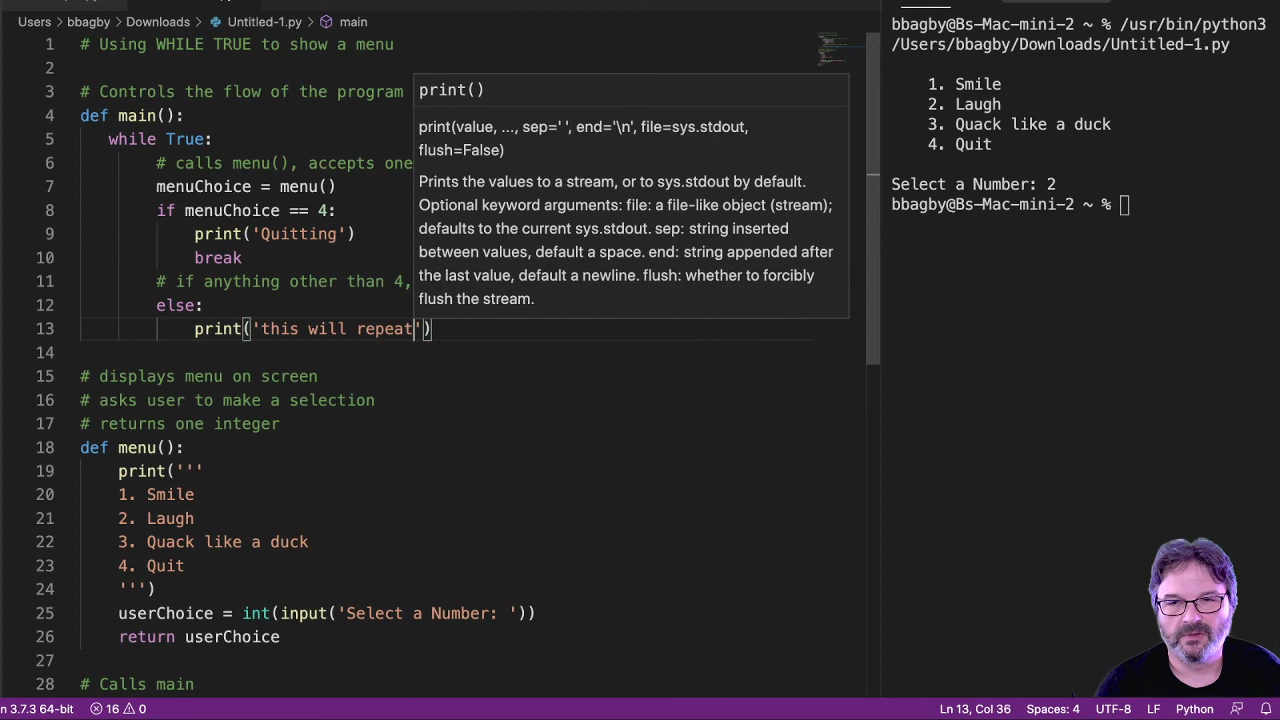 Users > bbagby > Downloads > Untitled-1.py > main
1 # Using WHILE TRUE to show a menu
2
3 # Controls the flow of the program
4 def main():
5 while True:
6 # calls menu(), accepts one
7 menuChoice = menu()
8 if menuChoice == 4:
9 print('Quitting')
10 break
11 # if anything other than 4,
12 else:
13 print('this will repeat')
14
15 # displays menu on screen
16 # asks user to make a selection
17 # returns one integer
18 def menu():
19 print('''
20 1. Smile
21 2. Laugh
22 3. Quack like a duck
23 4. Quit
24 ''')
25 userChoice = int(input('Select a Number: '))
26 return userChoice
27
28 # Calls main
print()
print(value, ..., sep=' ', end='\n', file=sys.stdout,
flush=False)
Prints the values to a stream, or to sys.stdout by default.
Optional keyword arguments: file: a file-like object (stream);
defaults to the current sys.stdout. sep: string inserted
between values, default a space. end: string appended after
the last value, default a newline. flush: whether to forcibly
flush the stream.
bbagby@Bs-Mac-mini-2 ~ % /usr/bin/python3
/Users/bbagby/Downloads/Untitled-1.py
1. Smile
2. Laugh
3. Quack like a duck
4. Quit
Select a Number: 2
bbagby@Bs-Mac-mini-2 ~ %
n 3.7.3 64-bit 16 0 Ln 13, Col 36 Spaces: 4 UTF-8 LF Python